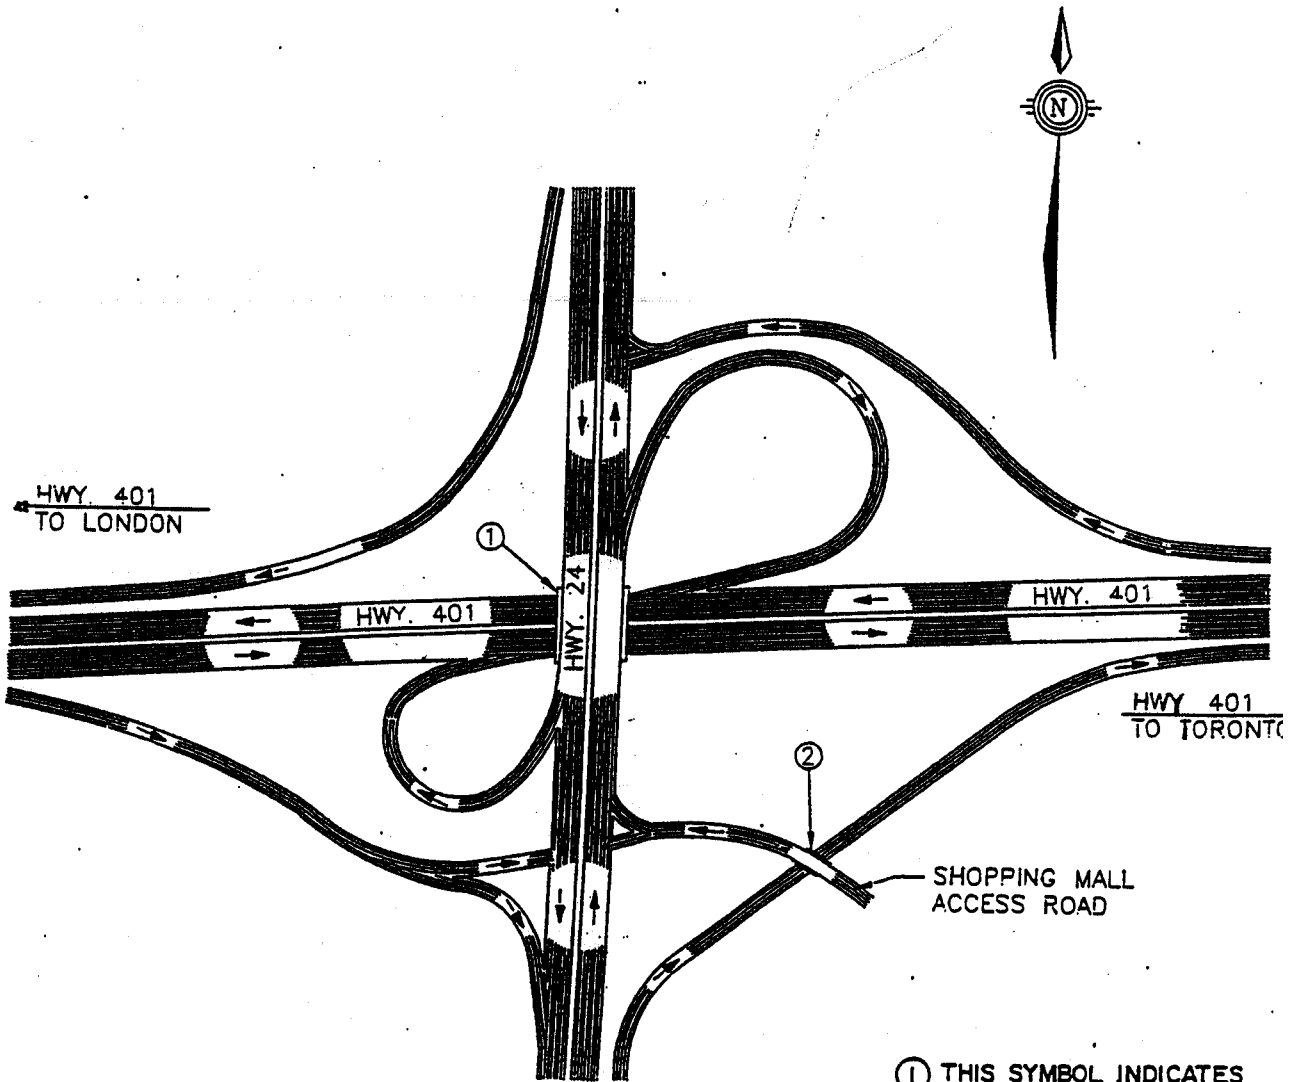 N
HWY. 401
TO LONDON
1
HWY. 24
HWY. 401
HWY. 401
HWY 401
TO TORONTO
2
SHOPPING MALL
ACCESS ROAD
1 THIS SYMBOL INDICATES